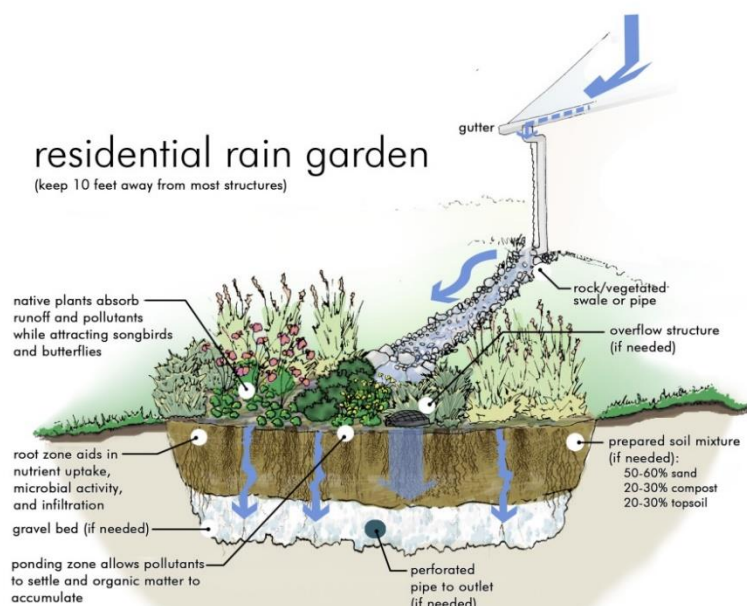 residential rain garden
(keep 10 feet away from most structures)
gutter
rock/vegetated
swale or pipe
native plants absorb
runoff and pollutants
while attracting songbirds
and butterflies
overflow structure
(if needed)
root zone aids in
nutrient uptake,
microbial activity,
and infiltration
prepared soil mixture
(if needed):
50-60% sand
20-30% compost
20-30% topsoil
gravel bed (if needed)
ponding zone allows pollutants
to settle and organic matter to
accumulate
perforated
pipe to outlet
(if needed)